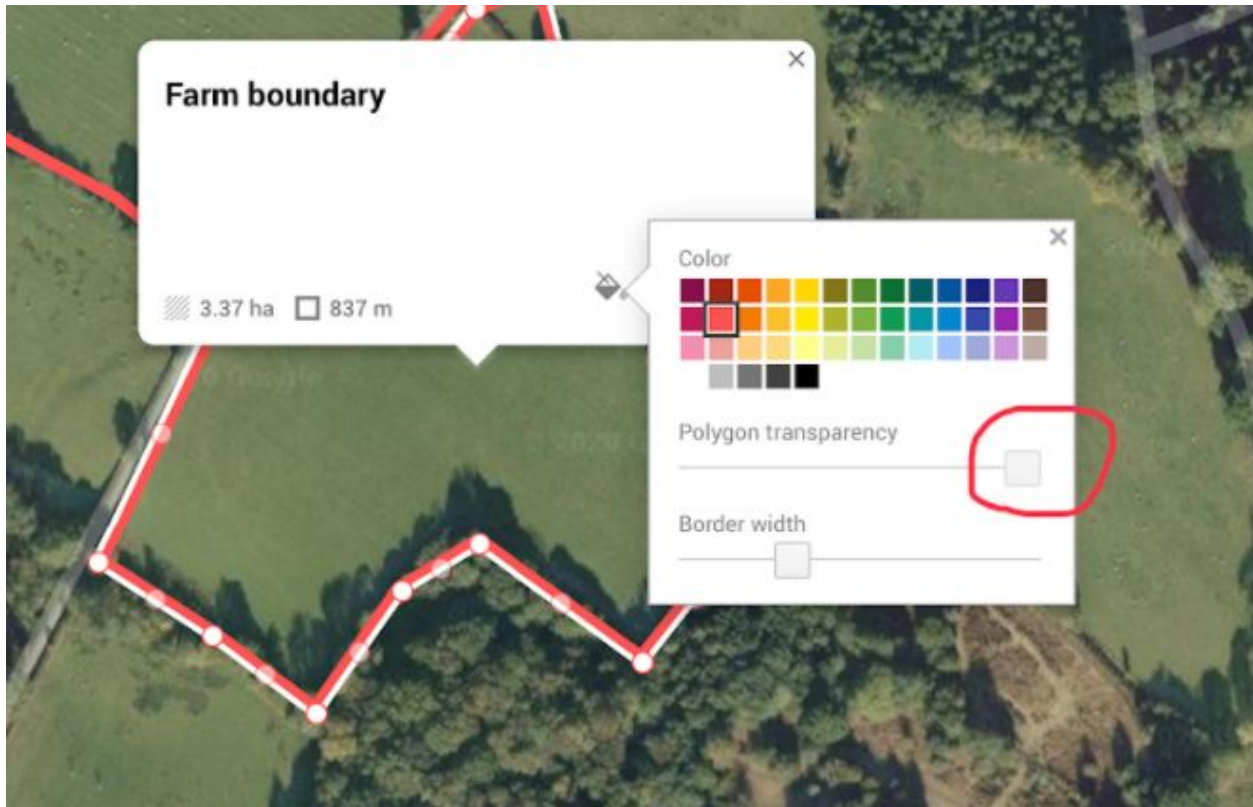 Farm boundary
3.37 ha 837 m
Color
Polygon transparency
Border width